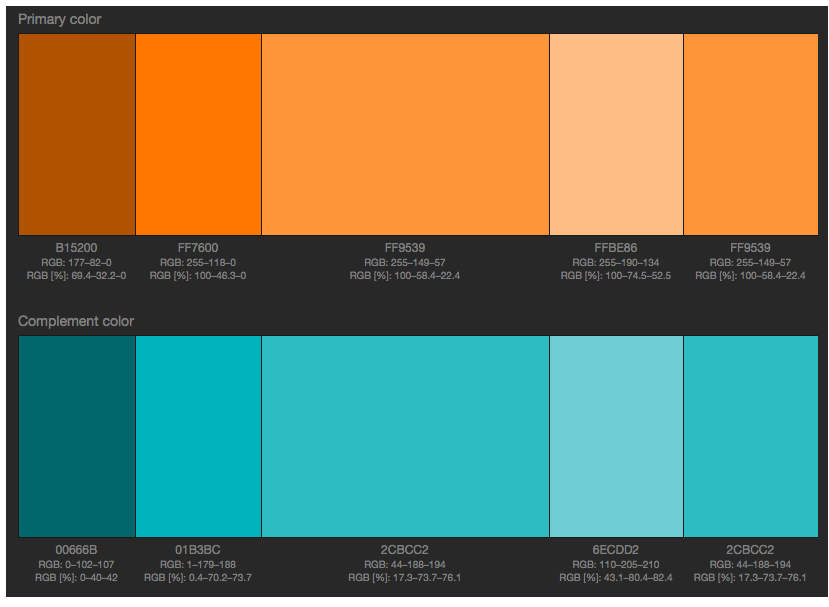 Primary color
B15200 FF7600 FF9539 FFBE86 FF9539
RGB: 177–82–0 RGB: 255–118–0 RGB: 255–149–57 RGB: 255–190–134 RGB: 255–149–57
RGB [%]: 69.4–32.2–0 RGB [%]: 100–46.3–0 RGB [%]: 100–58.4–22.4 RGB [%]: 100–74.5–52.5 RGB [%]: 100–58.4–22.4
Complement color
00666B 01B3BC 2CBCC2 6ECDD2 2CBCC2
RGB: 0–102–107 RGB: 1–179–188 RGB: 44–188–194 RGB: 110–205–210 RGB: 44–188–194
RGB [%]: 0–40–42 RGB [%]: 0.4–70.2–73.7 RGB [%]: 17.3–73.7–76.1 RGB [%]: 43.1–80.4–82.4 RGB [%]: 17.3–73.7–76.1